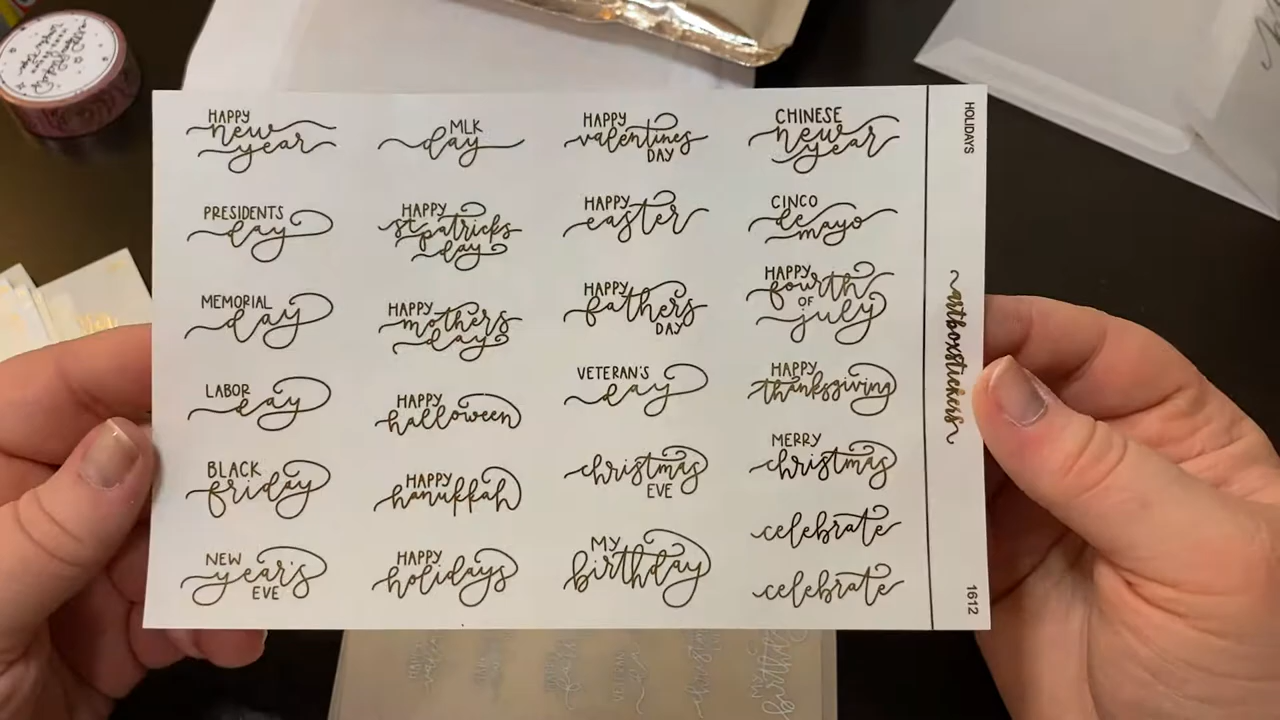 HAPPY
new
year
MLK
day
HAPPY
valentines
DAY
CHINESE
new
year
PRESIDENTS
day
HAPPY
st patricks
day
HAPPY
easter
CINCO
de
mayo
MEMORIAL
day
HAPPY
mothers
day
HAPPY
fathers
DAY
HAPPY
fourth
OF
july
LABOR
day
HAPPY
halloween
VETERAN'S
day
HAPPY
thanksgiving
BLACK
friday
HAPPY
hanukkah
christmas
EVE
MERRY
christmas
NEW
year's
EVE
HAPPY
holidays
MY
birthday
celebrate
celebrate
HOLIDAYS
artboxstickers
1612
MY
birthday